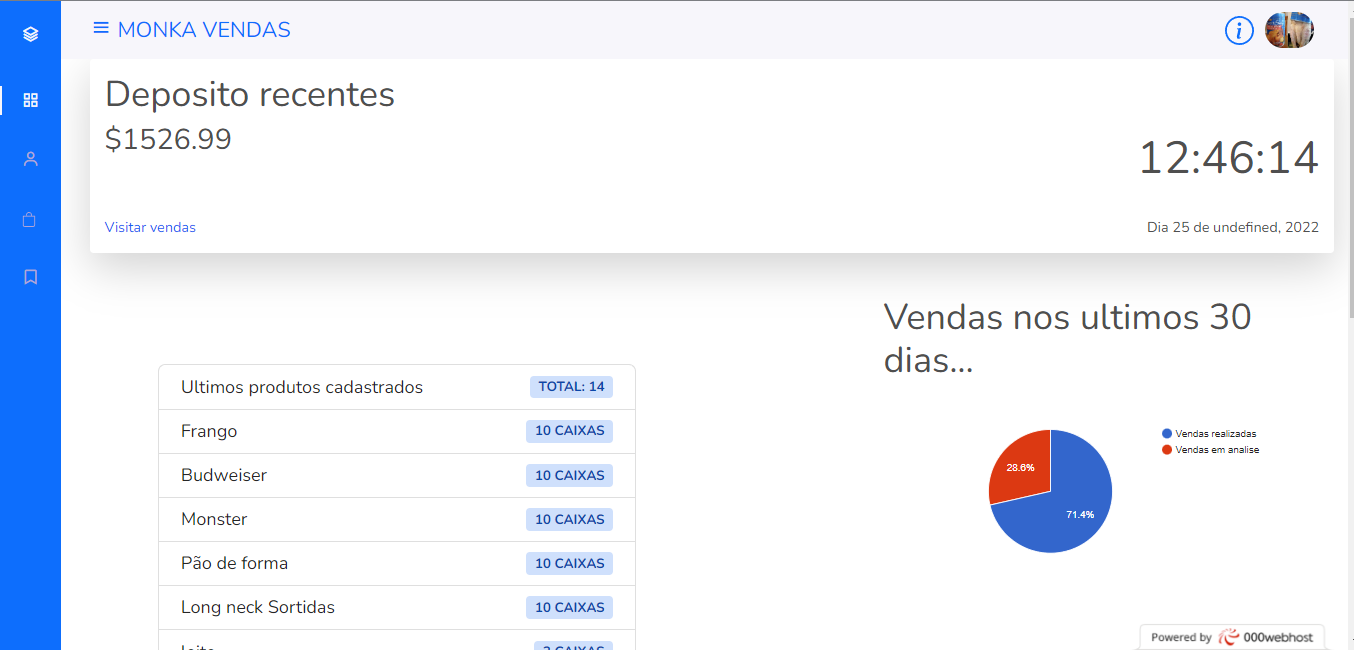 MONKA VENDAS
i
Deposito recentes
$1526.99
12:46:14
Visitar vendas
Dia 25 de undefined, 2022
Vendas nos ultimos 30
dias...
Ultimos produtos cadastrados TOTAL: 14
Frango 10 CAIXAS
Budweiser 10 CAIXAS
Monster 10 CAIXAS
Pão de forma 10 CAIXAS
Long neck Sortidas 10 CAIXAS
Vendas realizadas
Vendas em analise
28.6%
71.4%
Powered by 000webhost